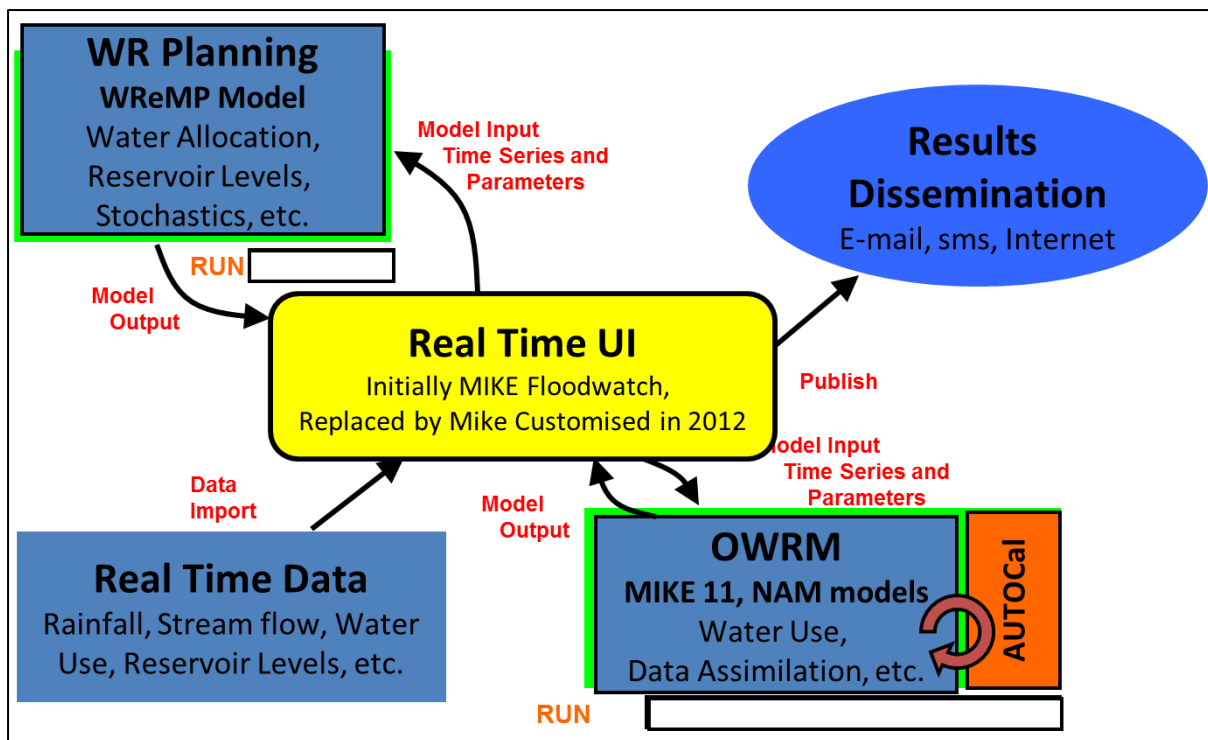 WR Planning
WReMP Model
Water Allocation,
Reservoir Levels,
Stochastics, etc.
Model Input
Time Series and
Parameters
Results
Dissemination
E-mail, sms, Internet
RUN
Model
Output
Real Time UI
Initially MIKE Floodwatch,
Replaced by Mike Customised in 2012
Publish
Data
Import
Model Input
Time Series and
Parameters
Model
Output
Real Time Data
Rainfall, Stream flow, Water
Use, Reservoir Levels, etc.
OWRM
MIKE 11, NAM models
Water Use,
Data Assimilation, etc.
AUTOCal
RUN